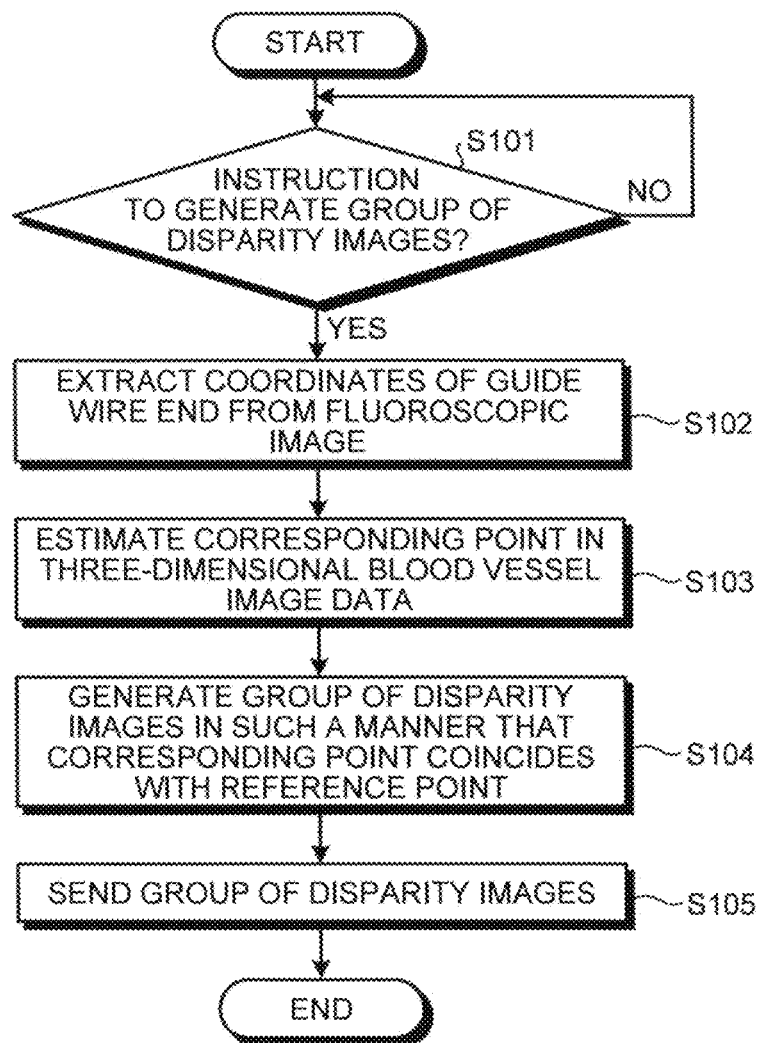 START
S101
INSTRUCTION
TO GENERATE GROUP OF
DISPARITY IMAGES?
NO
YES
EXTRACT COORDINATES OF GUIDE
WIRE END FROM FLUOROSCOPIC
IMAGE
S102
ESTIMATE CORRESPONDING POINT IN
THREE-DIMENSIONAL BLOOD VESSEL
IMAGE DATA
S103
GENERATE GROUP OF DISPARITY
IMAGES IN SUCH A MANNER THAT
CORRESPONDING POINT COINCIDES
WITH REFERENCE POINT
S104
SEND GROUP OF DISPARITY IMAGES
S105
END